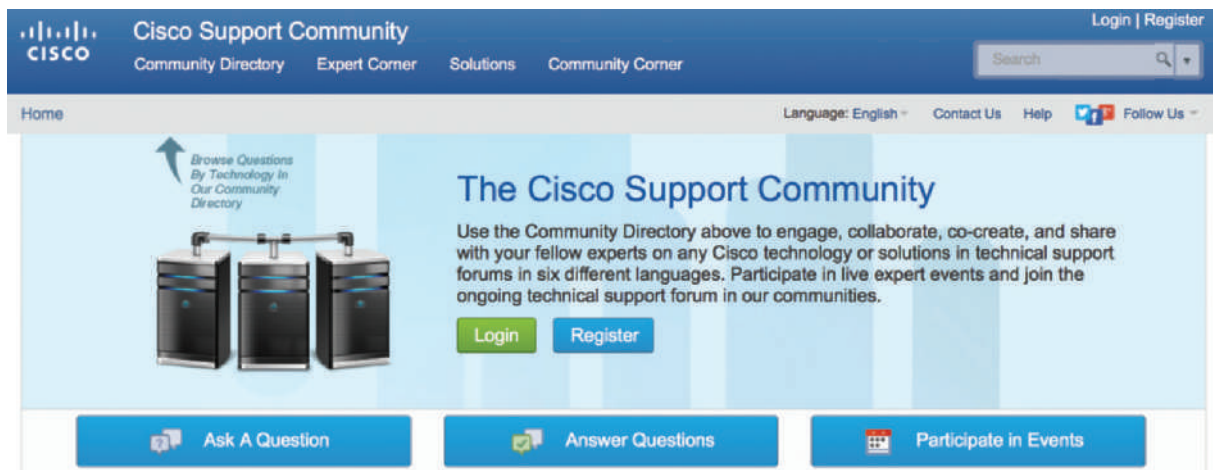 Login | Register
CISCO
Cisco Support Community
Community Directory Expert Corner Solutions Community Corner
Search
Home
Language: English Contact Us Help Follow Us
Browse Questions
By Technology In
Our Community
Directory
The Cisco Support Community
Use the Community Directory above to engage, collaborate, co-create, and share
with your fellow experts on any Cisco technology or solutions in technical support
forums in six different languages. Participate in live expert events and join the
ongoing technical support forum in our communities.
Login Register
Ask A Question Answer Questions Participate in Events